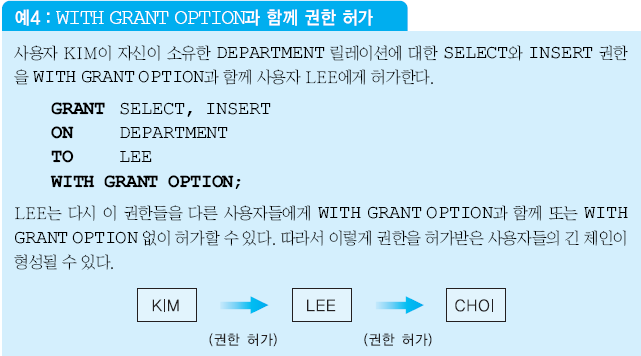 예4 : WITH GRANT OPTION과 함께 권한 허가
사용자 KIM이 자신이 소유한 DEPARTMENT 릴레이션에 대한 SELECT와 INSERT 권한
을 WITH GRANT OPTION과 함께 사용자 LEE에게 허가한다.
GRANT SELECT, INSERT
ON DEPARTMENT
TO LEE
WITH GRANT OPTION;
LEE는 다시 이 권한들을 다른 사용자들에게 WITH GRANT OPTION과 함께 또는 WITH
GRANT OPTION 없이 허가할 수 있다. 따라서 이렇게 권한을 허가받은 사용자들의 긴 체인이
형성될 수 있다.
KIM LEE CHOI
(권한 허가) (권한 허가)